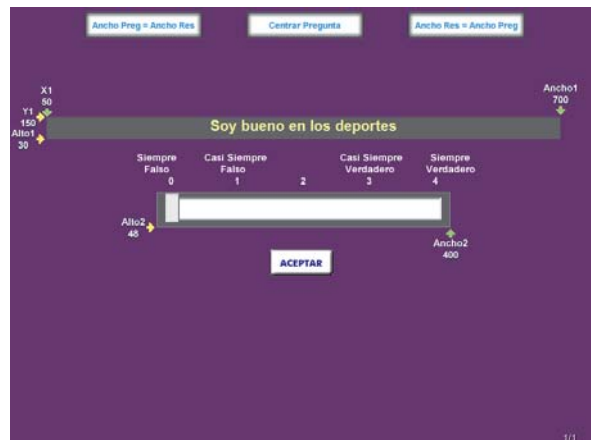 Ancho Preg = Ancho Res
Centrar Pregunta
Ancho Res = Ancho Preg
X1
50
Ancho1
700
Y1
150
Alto1
30
Soy bueno en los deportes
Siempre Falso
0
Casi Siempre Falso
1
2
Casi Siempre Verdadero
3
Siempre Verdadero
4
Alto2
48
Ancho2
400
ACEPTAR
1/1